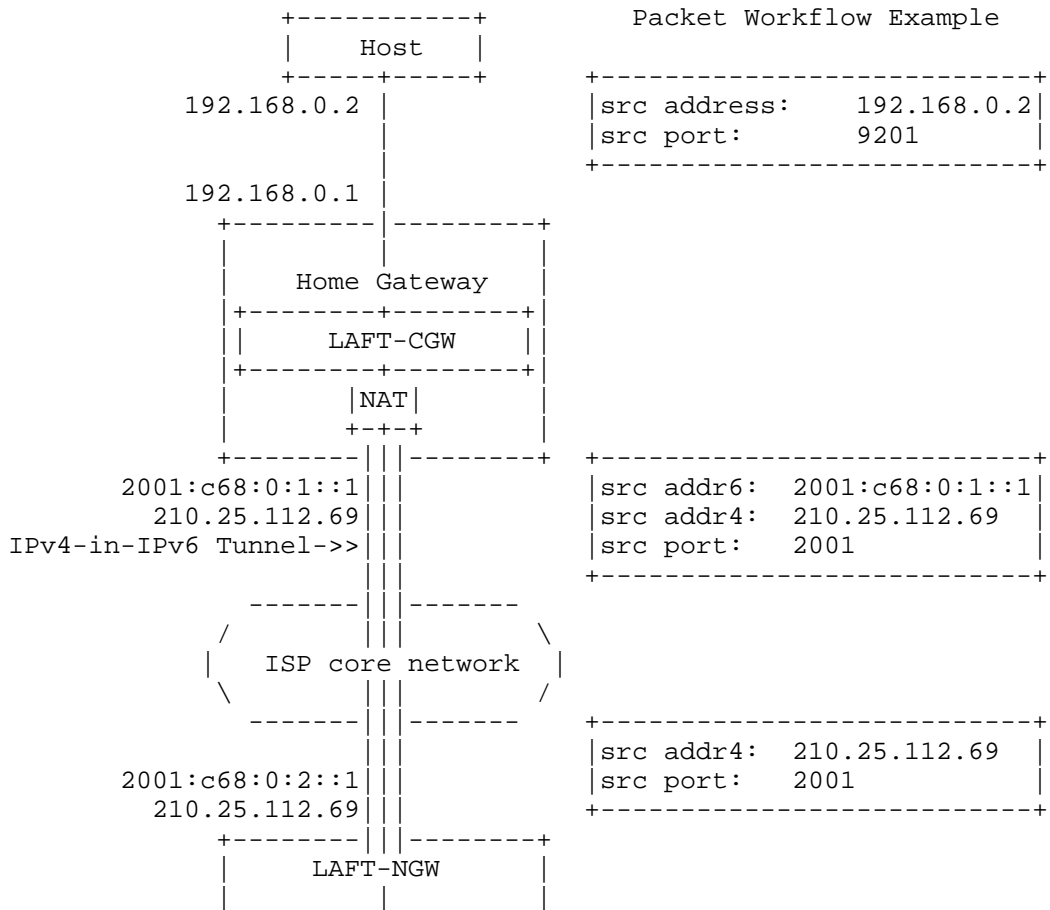 Packet Workflow Example
Host
192.168.0.2 src address: 192.168.0.2
src port: 9201
192.168.0.1
Home Gateway
LAFT-CGW
NAT
2001:c68:0:1::1 src addr6: 2001:c68:0:1::1
210.25.112.69 src addr4: 210.25.112.69
IPv4-in-IPv6 Tunnel->> src port: 2001
ISP core network
src addr4: 210.25.112.69
2001:c68:0:2::1 src port: 2001
210.25.112.69
LAFT-NGW